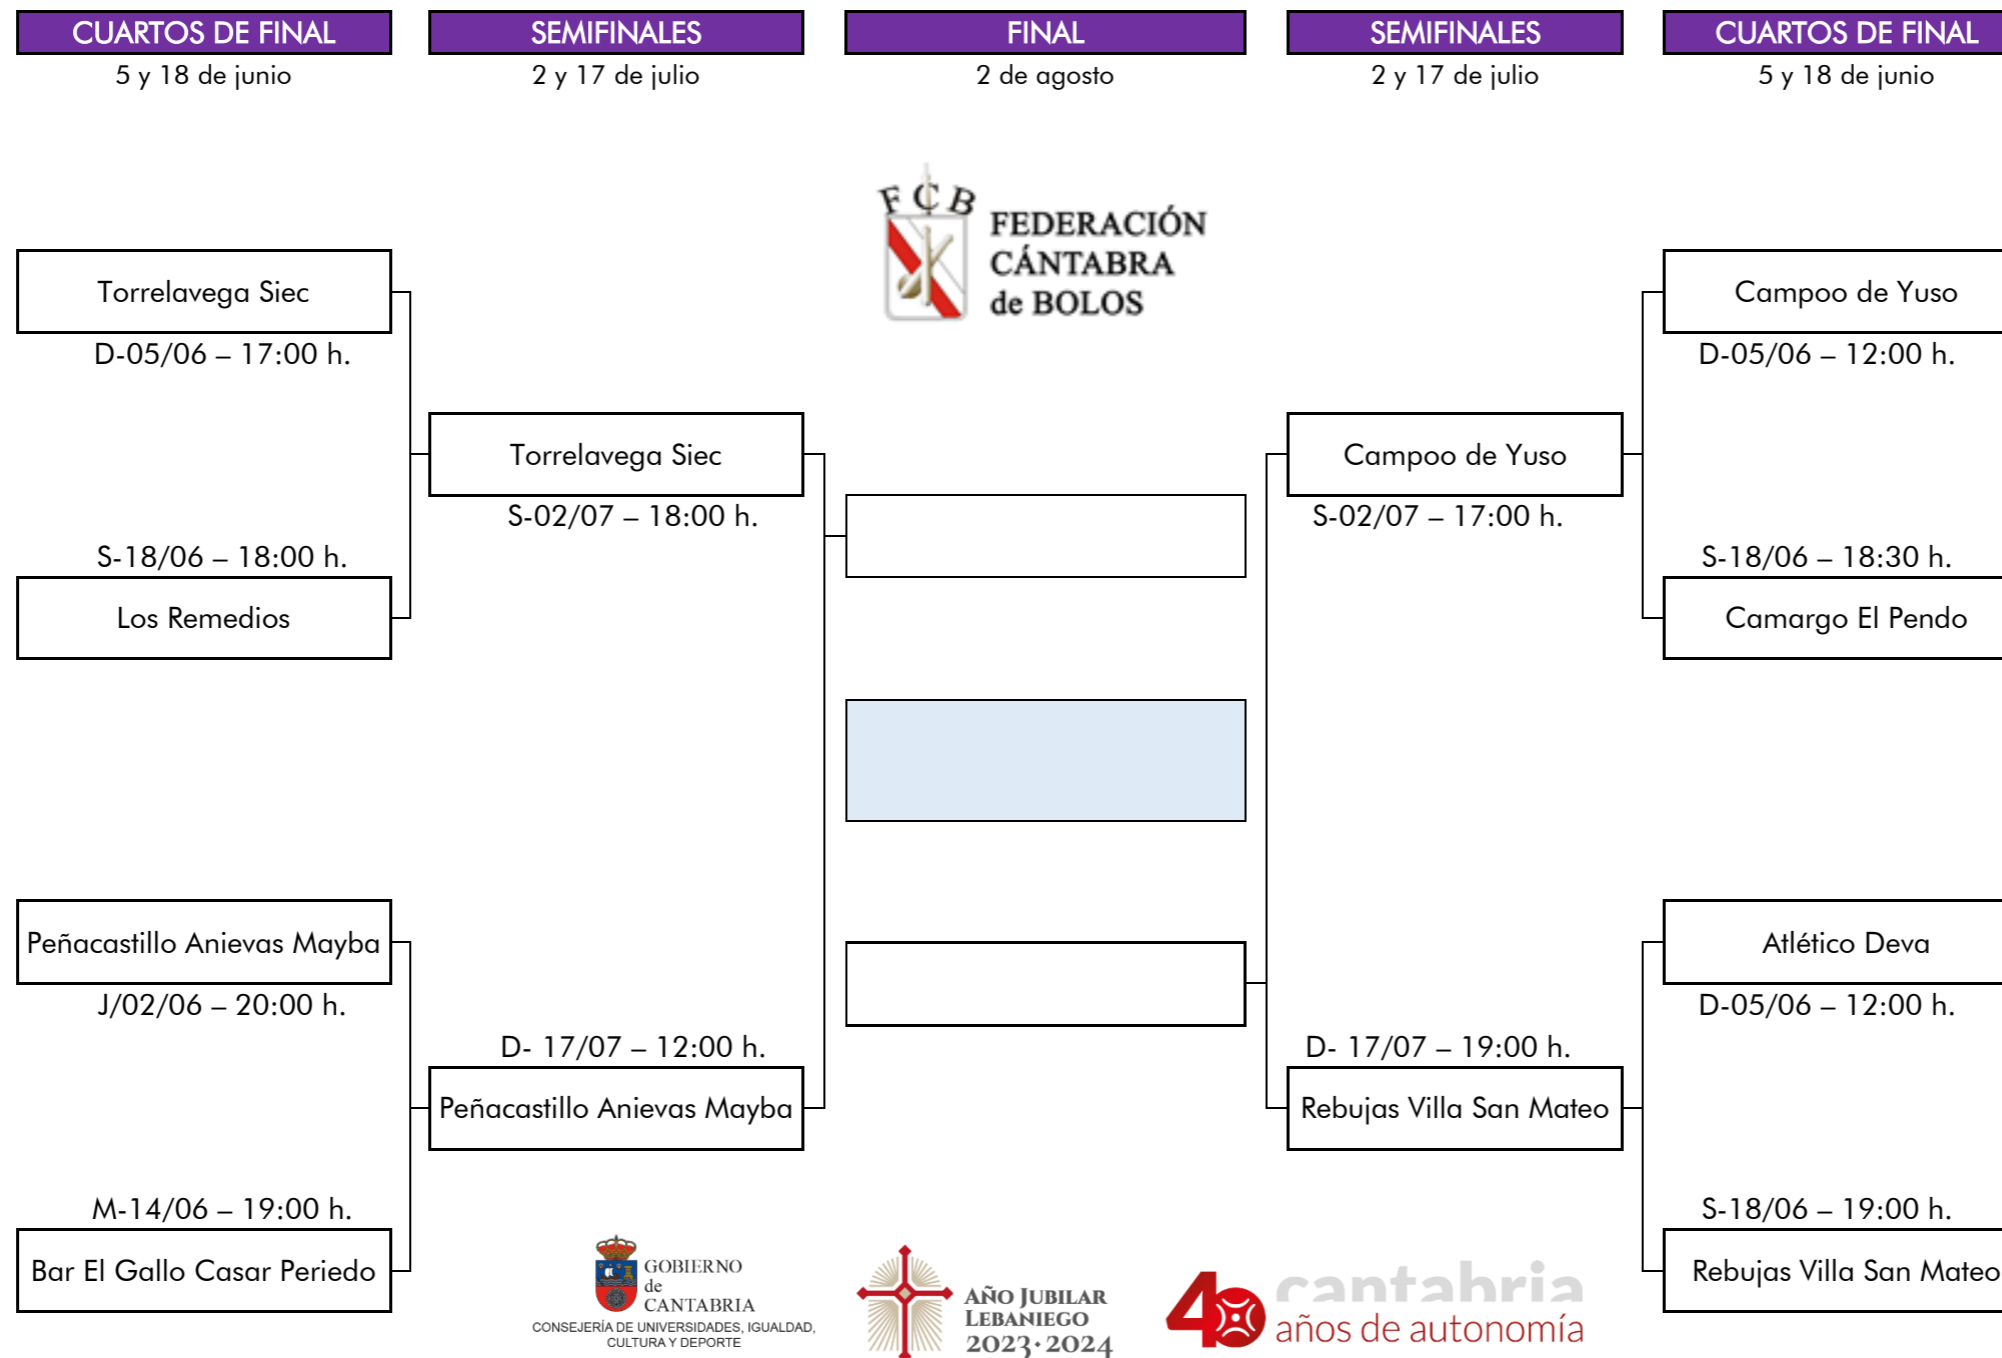 CUARTOS DE FINAL
SEMIFINALES
FINAL
SEMIFINALES
CUARTOS DE FINAL
5 y 18 de junio
2 y 17 de julio
2 de agosto
2 y 17 de julio
5 y 18 de junio
FCB
FEDERACIÓN
CÁNTABRA
de BOLOS
Torrelavega Siec
Campoo de Yuso
D-05/06 – 17:00 h.
D-05/06 – 12:00 h.
Torrelavega Siec
Campoo de Yuso
S-02/07 – 18:00 h.
S-02/07 – 17:00 h.
S-18/06 – 18:00 h.
S-18/06 – 18:30 h.
Los Remedios
Camargo El Pendo
Peñacastillo Anievas Mayba
Atlético Deva
J/02/06 – 20:00 h.
D-05/06 – 12:00 h.
D- 17/07 – 12:00 h.
D- 17/07 – 19:00 h.
Peñacastillo Anievas Mayba
Rebujas Villa San Mateo
M-14/06 – 19:00 h.
S-18/06 – 19:00 h.
Bar El Gallo Casar Periedo
Rebujas Villa San Mateo
GOBIERNO
de
CANTABRIA
CONSEJERÍA DE UNIVERSIDADES, IGUALDAD,
CULTURA Y DEPORTE
AÑO JUBILAR
LEBANIEGO
2023·2024
40 cantabria
años de autonomía